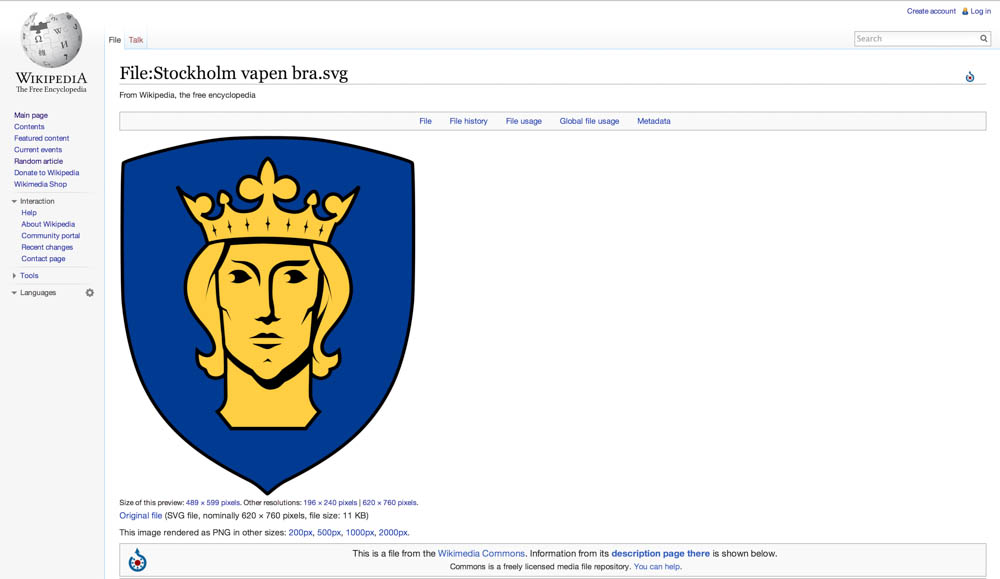 Create account Log in
WIKIPEDIA
The Free Encyclopedia
File Talk
Search
File:Stockholm vapen bra.svg
From Wikipedia, the free encyclopedia
Main page
Contents
Featured content
Current events
Random article
Donate to Wikipedia
Wikimedia Shop
Interaction
Help
About Wikipedia
Community portal
Recent changes
Contact page
Tools
Languages
File File history File usage Global file usage Metadata
Size of this preview: 489 × 599 pixels. Other resolutions: 196 × 240 pixels | 620 × 760 pixels.
Original file (SVG file, nominally 620 × 760 pixels, file size: 11 KB)
This image rendered as PNG in other sizes: 200px, 500px, 1000px, 2000px.
This is a file from the Wikimedia Commons. Information from its description page there is shown below.
Commons is a freely licensed media file repository. You can help.